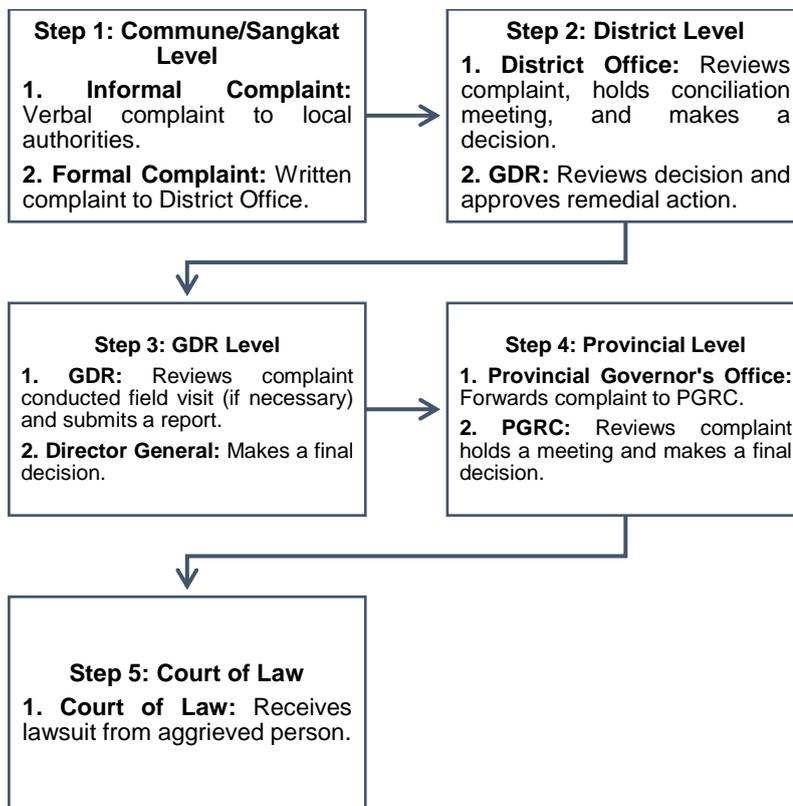 Step 1: Commune/Sangkat
Level
1. Informal Complaint:
Verbal complaint to local
authorities.
2. Formal Complaint: Written
complaint to District Office.
Step 2: District Level
1. District Office: Reviews
complaint, holds conciliation
meeting, and makes a
decision.
2. GDR: Reviews decision and
approves remedial action.
Step 3: GDR Level
1. GDR: Reviews complaint
conducted field visit (if necessary)
and submits a report.
2. Director General: Makes a final
decision.
Step 4: Provincial Level
1. Provincial Governor's Office:
Forwards complaint to PGRC.
2. PGRC: Reviews complaint
holds a meeting and makes a final
decision.
Step 5: Court of Law
1. Court of Law: Receives
lawsuit from aggrieved person.